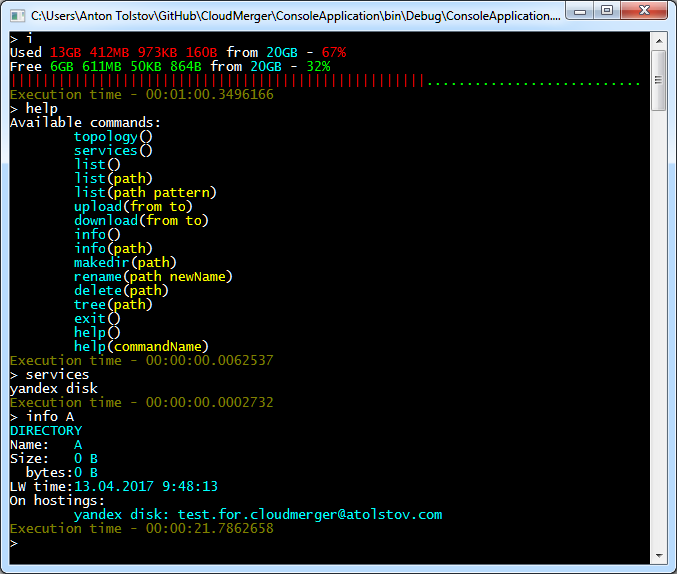 C:\Users\Anton Tolstov\GitHub\CloudMerger\ConsoleApplication\bin\Debug\ConsoleApplication....
> i
Used 13GB 412MB 973KB 160B from 20GB - 67%
Free 6GB 611MB 50KB 864B from 20GB - 32%
||||||||||||||||||||||||||||||||||||||||||||||||||||...........................
Execution time - 00:01:00.3496166
> help
Available commands:
topology()
services()
list()
list(path)
list(path pattern)
upload(from to)
download(from to)
info()
info(path)
makedir(path)
rename(path newName)
delete(path)
tree(path)
exit()
help()
help(commandName)
Execution time - 00:00:00.0062537
> services
yandex disk
Execution time - 00:00:00.0002732
> info A
DIRECTORY
Name:   A
Size:   0 B
  bytes:0 B
LW time:13.04.2017 9:48:13
On hostings:
yandex disk: test.for.cloudmerger@atolstov.com
Execution time - 00:00:21.7862658
>